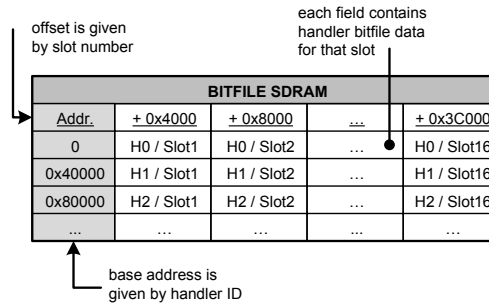 offset is given
by slot number
each field contains
handler bitfile data
for that slot
BITFILE SDRAM
Addr. + 0x4000 + 0x8000 ... + 0x3C000
0 H0 / Slot1 H0 / Slot2 ... H0 / Slot16
0x40000 H1 / Slot1 H1 / Slot2 ... H1 / Slot16
0x80000 H2 / Slot1 H2 / Slot2 ... H2 / Slot16
... ... ... ... ...
base address is
given by handler ID